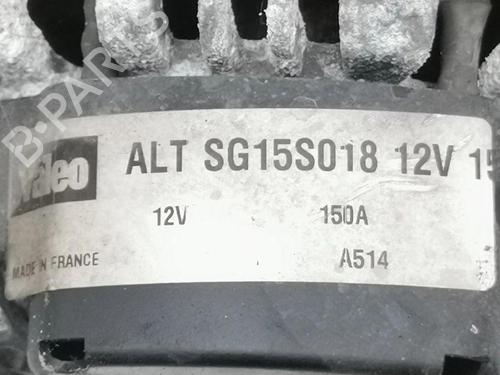 B-PARTS
Valeo
ALT SG15S018 12V 15
12V 150A
MADE IN FRANCE
A514